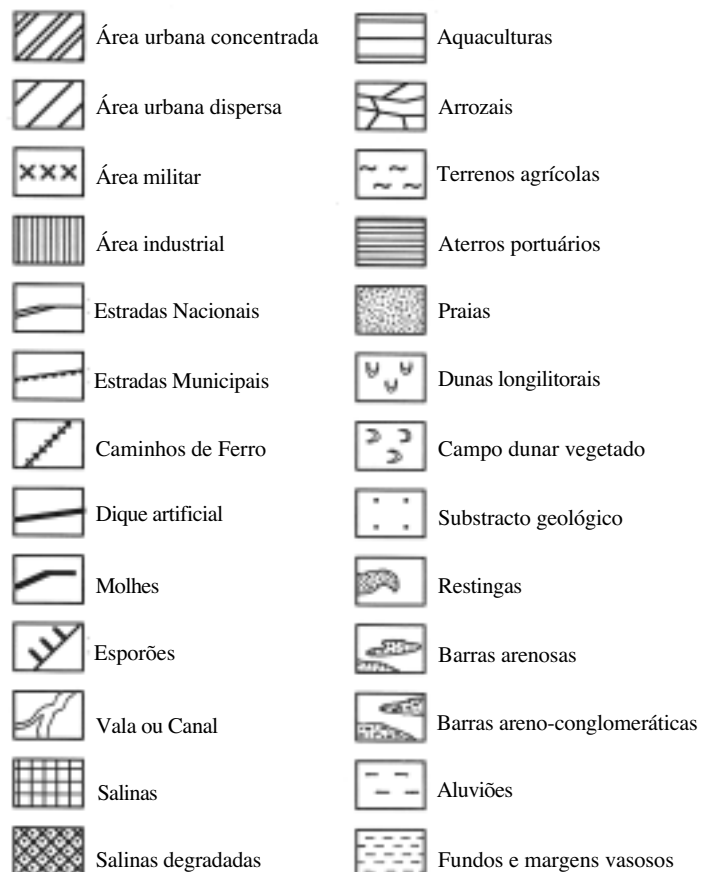 Área urbana concentrada
Área urbana dispersa
Área militar
Área industrial
Estradas Nacionais
Estradas Municipais
Caminhos de Ferro
Dique artificial
Molhes
Esporões
Vala ou Canal
Salinas
Salinas degradadas
Aquaculturas
Arrozais
Terrenos agrícolas
Aterros portuários
Praias
Dunas longilitorais
Campo dunar vegetado
Substracto geológico
Restingas
Barras arenosas
Barras areno-conglomeráticas
Aluviões
Fundos e margens vasosos